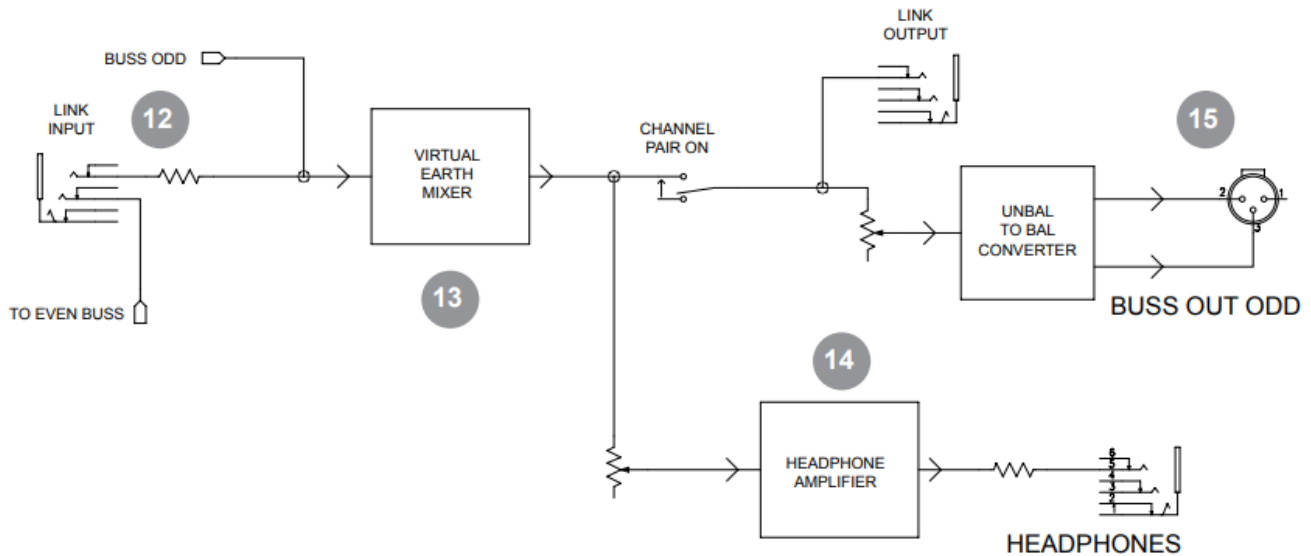 LINK
OUTPUT
BUSS ODD
12
15
LINK
INPUT
CHANNEL
PAIR ON
VIRTUAL
EARTH
MIXER
2
1
3
UNBAL
TO BAL
CONVERTER
13
TO EVEN BUSS
BUSS OUT ODD
14
HEADPHONE
AMPLIFIER
6
5
4
3
2
1
HEADPHONES